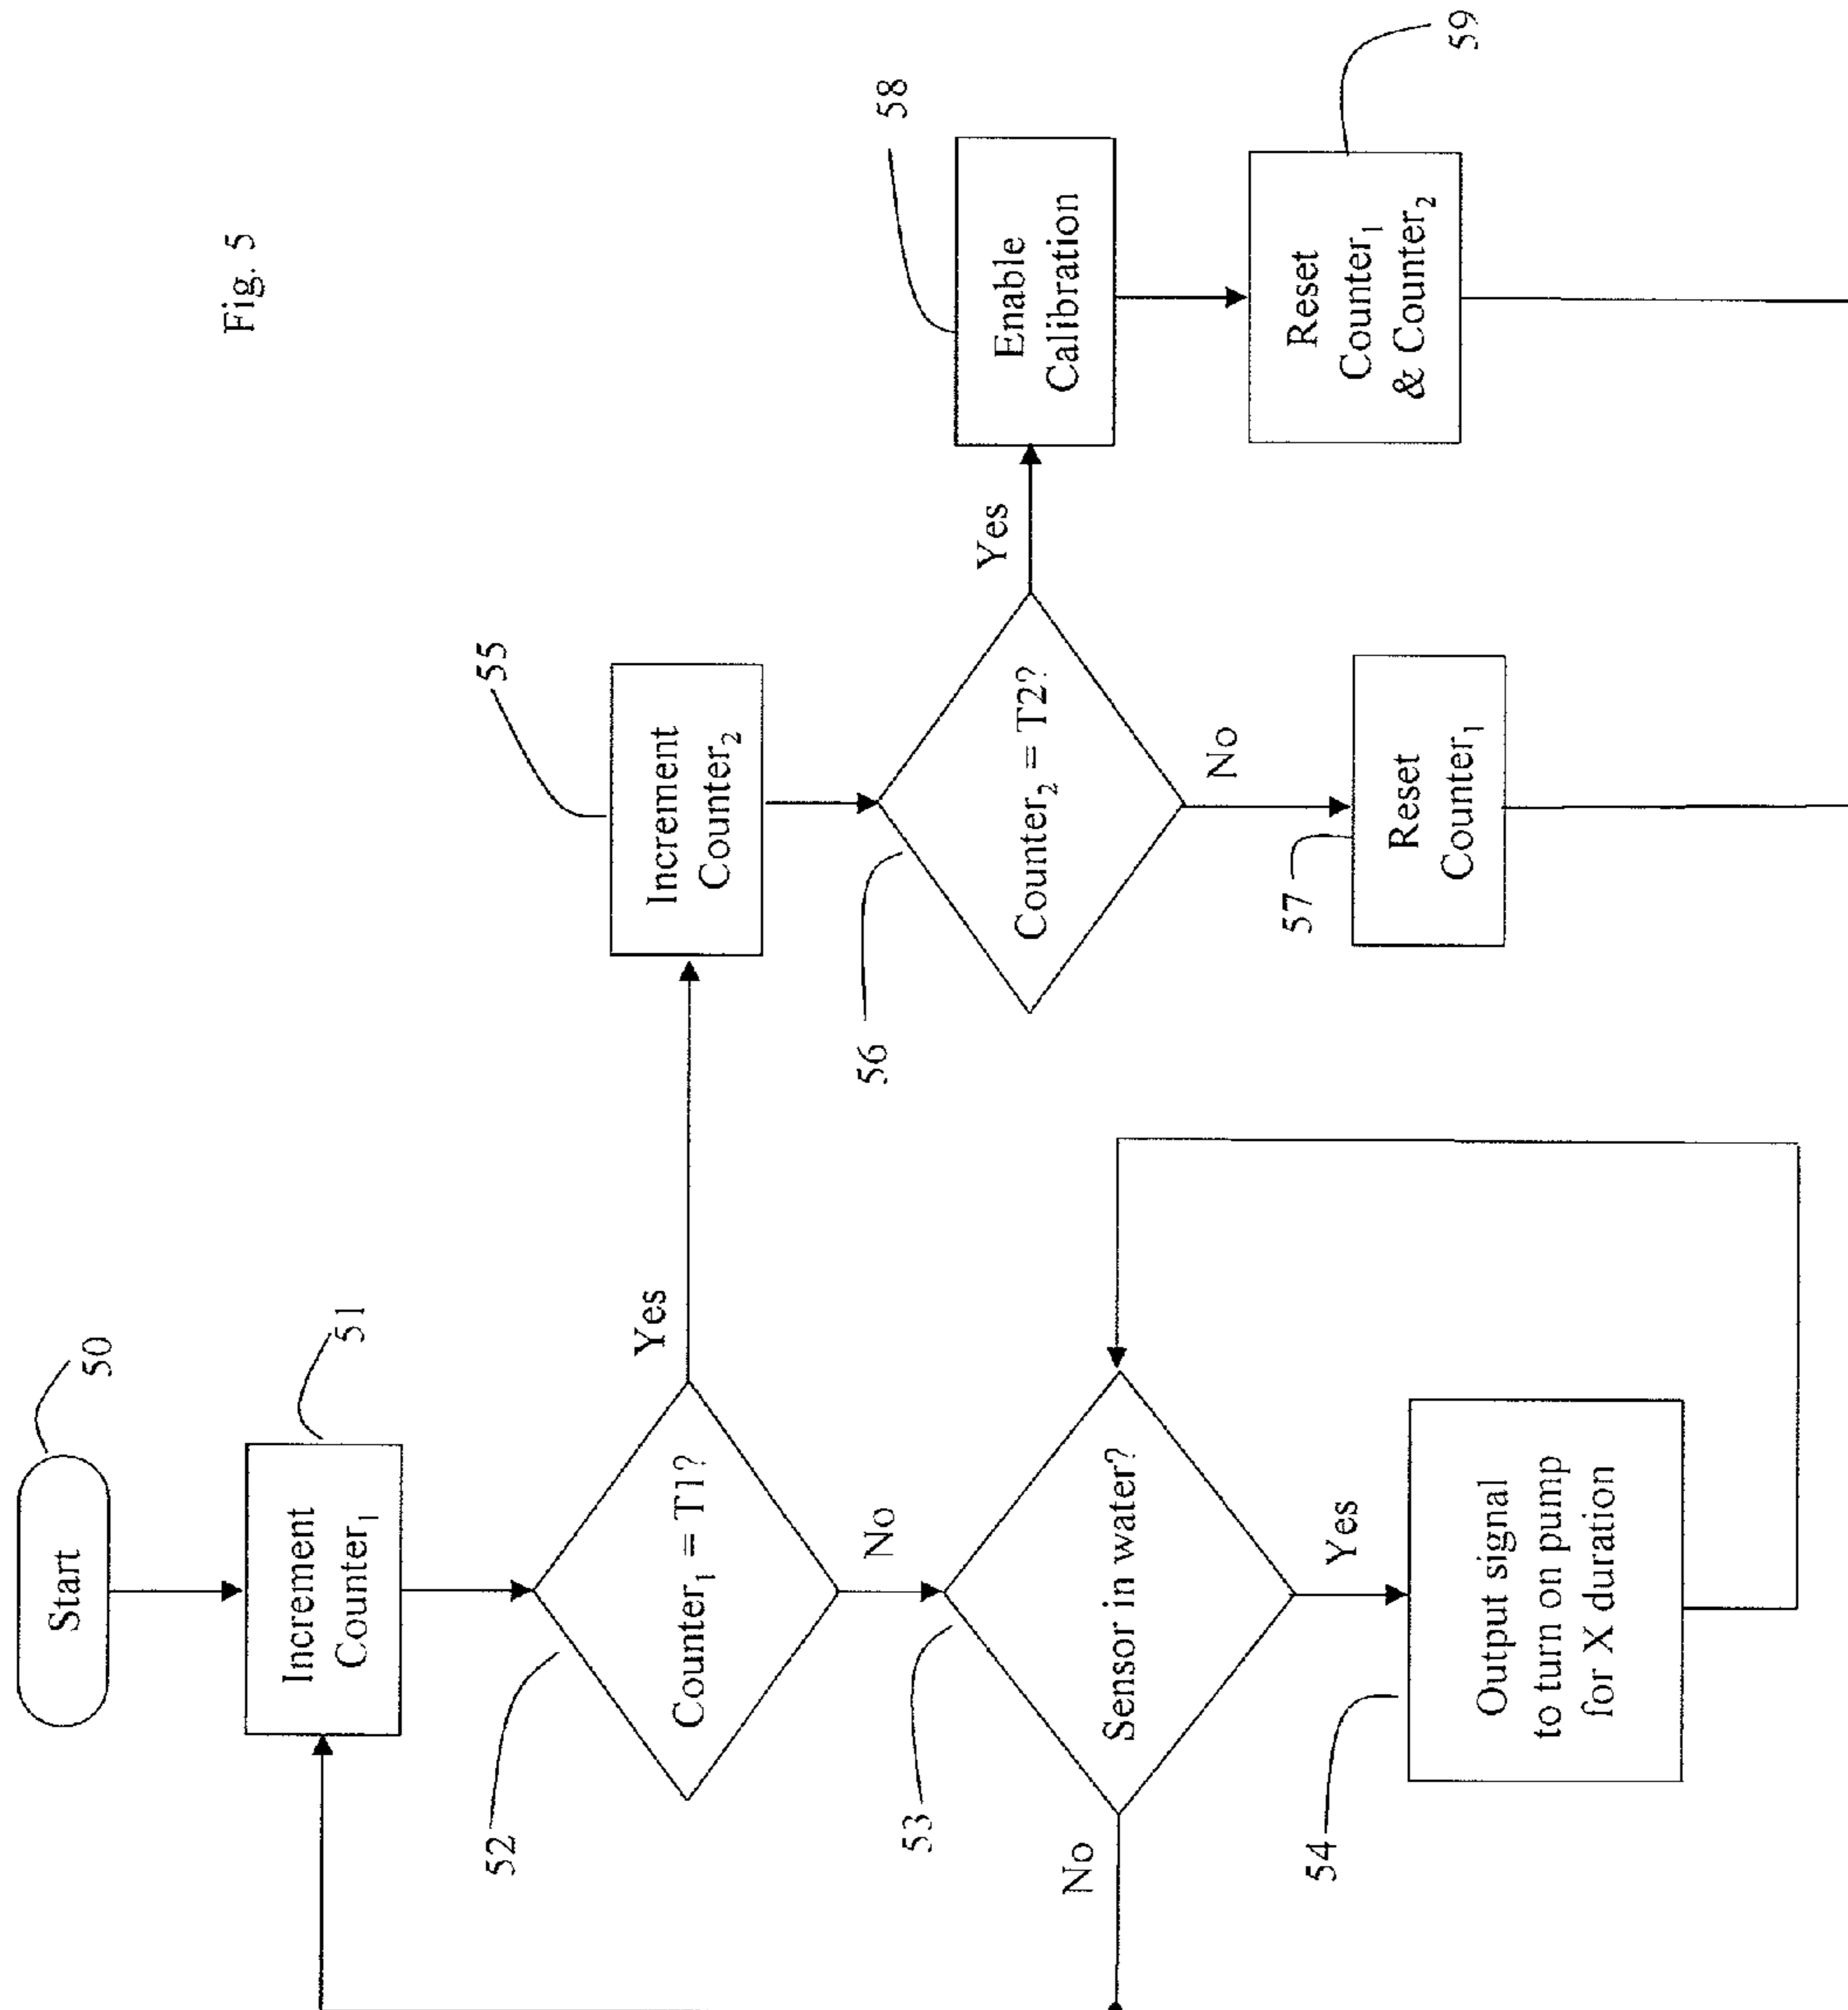 Fig. 5
Start
50
Increment
Counter₁
51
Counter₁ = T1?
52
Yes
No
Sensor in water?
53
No
Yes
Output signal
to turn on pump
for X duration
54
Increment
Counter₂
55
Counter₂ = T2?
56
Yes
No
Reset
Counter₁
57
Enable
Calibration
58
Reset
Counter₁
& Counter₂
59